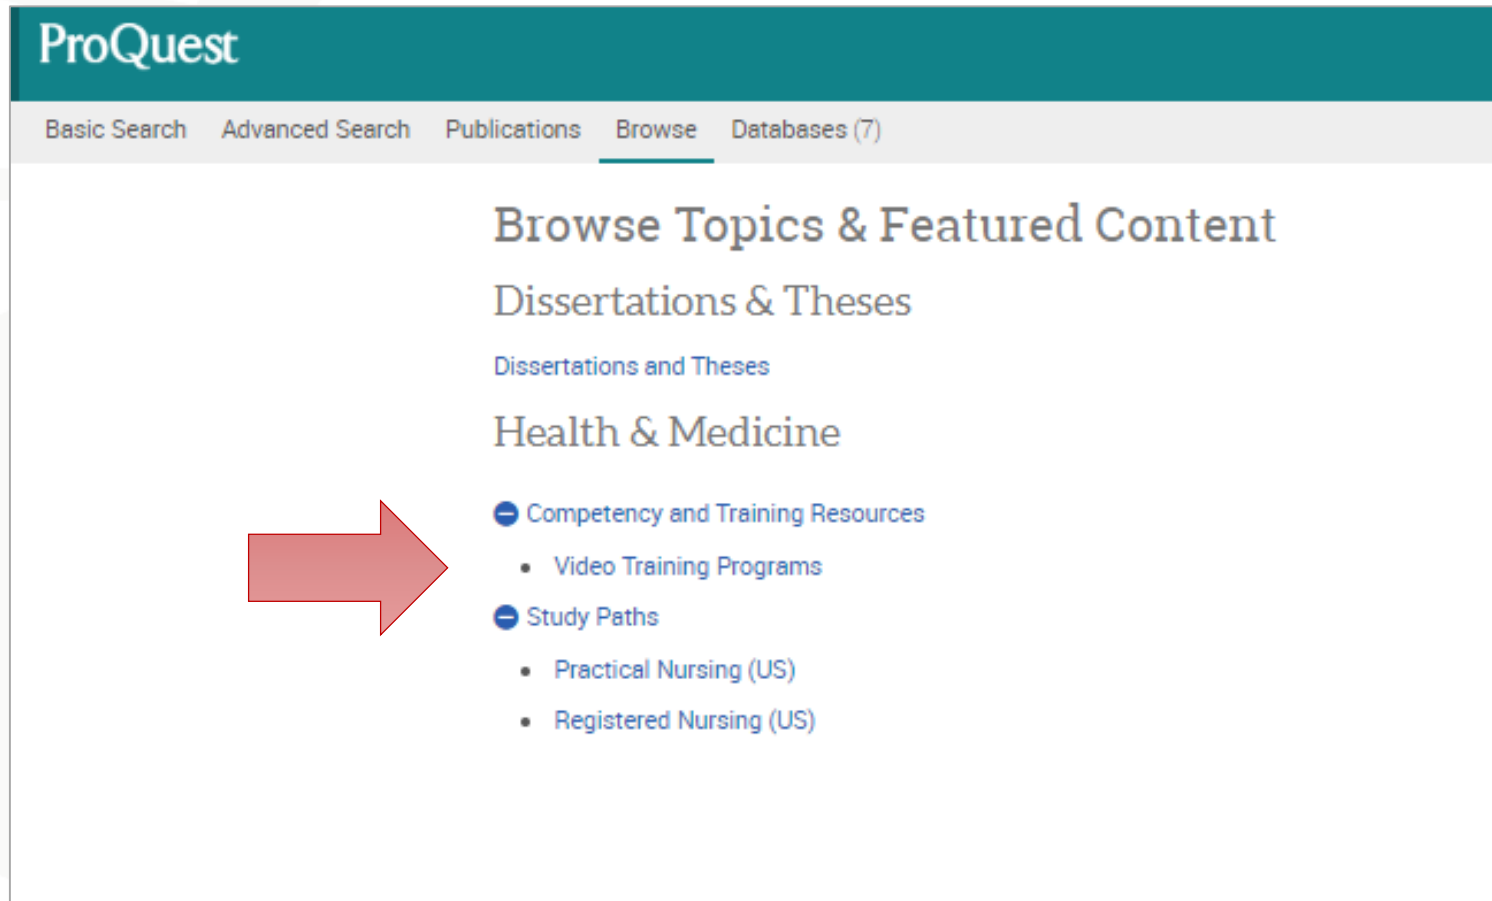 ProQuest
Basic Search Advanced Search Publications Browse Databases (7)
Browse Topics & Featured Content
Dissertations & Theses
Dissertations and Theses
Health & Medicine
Competency and Training Resources
• Video Training Programs
Study Paths
• Practical Nursing (US)
• Registered Nursing (US)